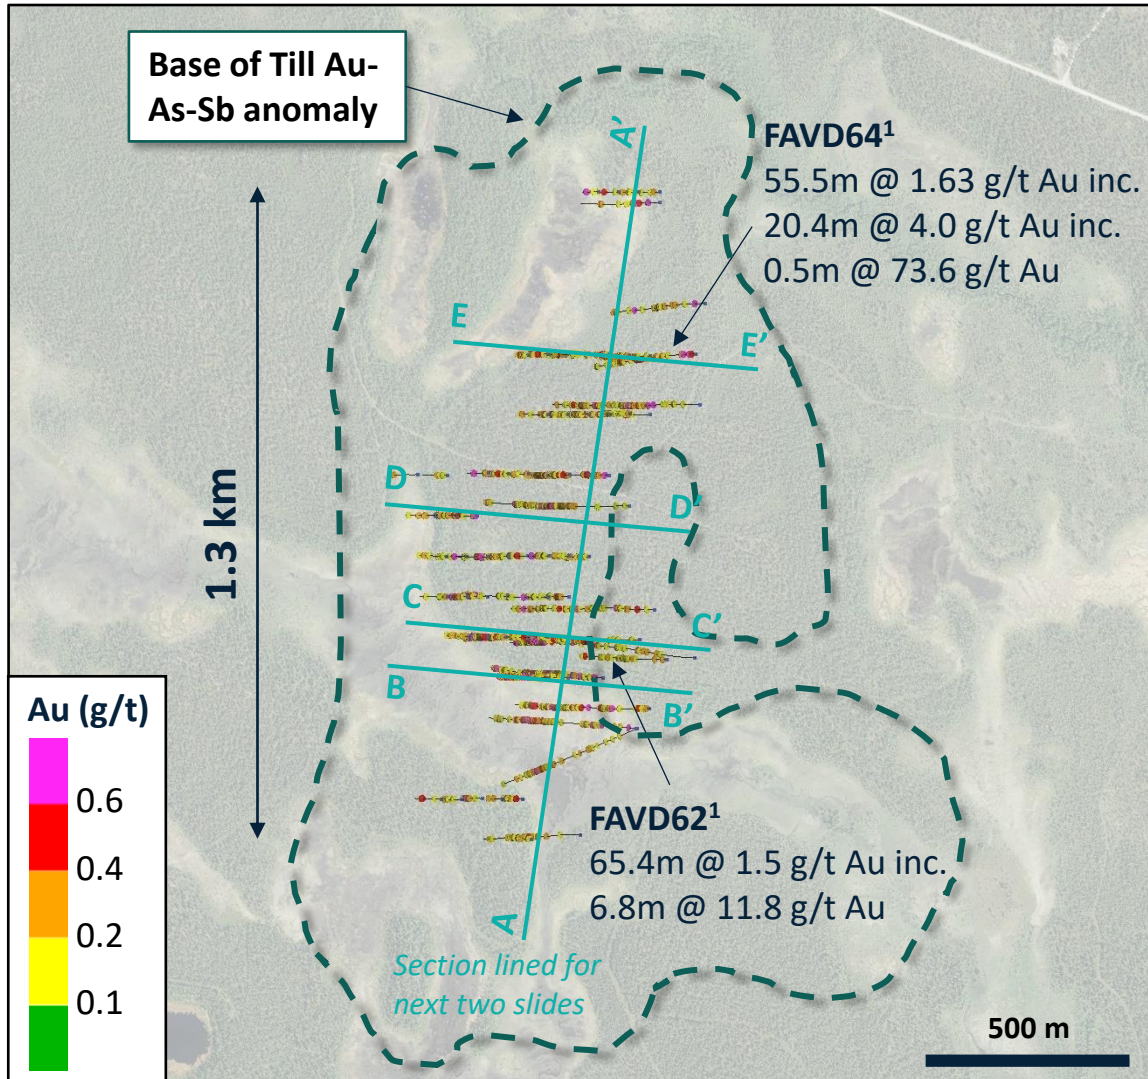 Base of Till Au-
As-Sb anomaly
A'
FAVD64¹
55.5m @ 1.63 g/t Au inc.
20.4m @ 4.0 g/t Au inc.
0.5m @ 73.6 g/t Au
E
E'
1.3 km
D
D'
C
C'
B
B'
Au (g/t)
0.6
0.4
0.2
0.1
FAVD62¹
65.4m @ 1.5 g/t Au inc.
6.8m @ 11.8 g/t Au
A
Section lined for
next two slides
500 m